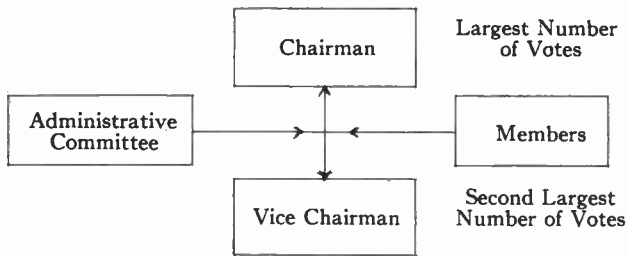 Chairman
Largest Number
of Votes
Administrative
Committee
Members
Vice Chairman
Second Largest
Number of Votes